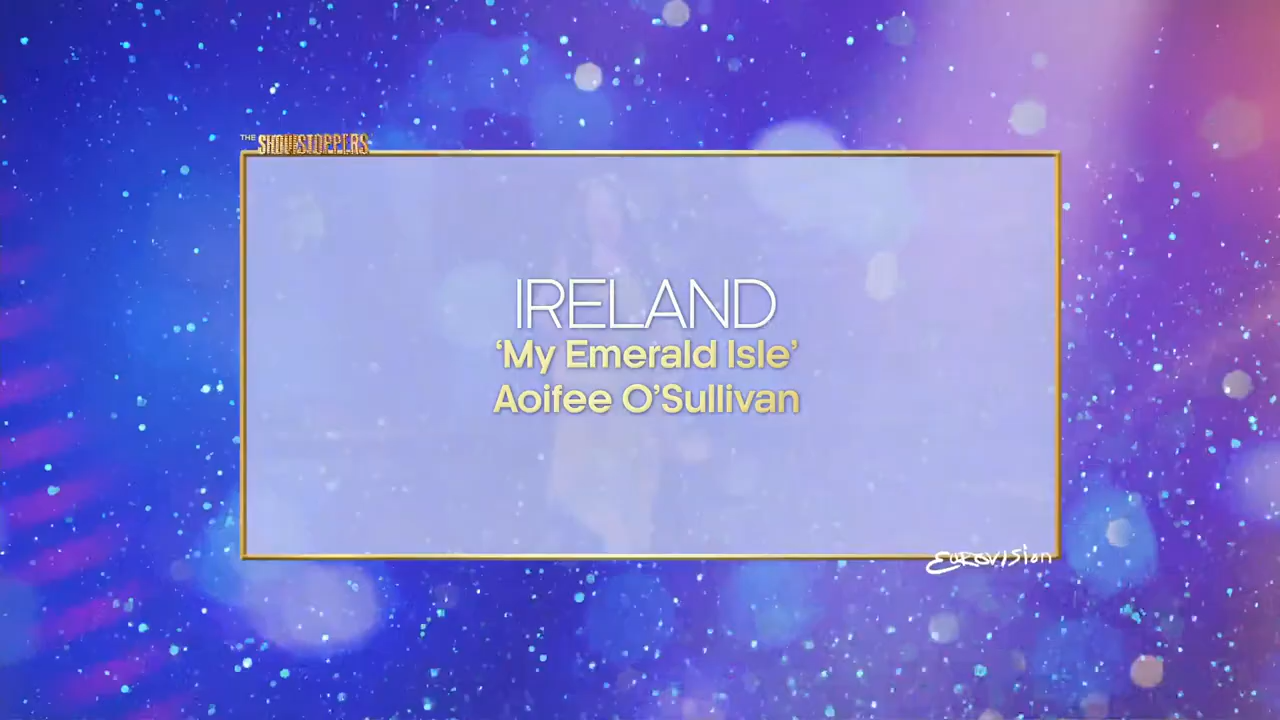 THE SHOWSTOPPERS
IRELAND
‘My Emerald Isle’
Aoifee O’Sullivan
EUROVISION